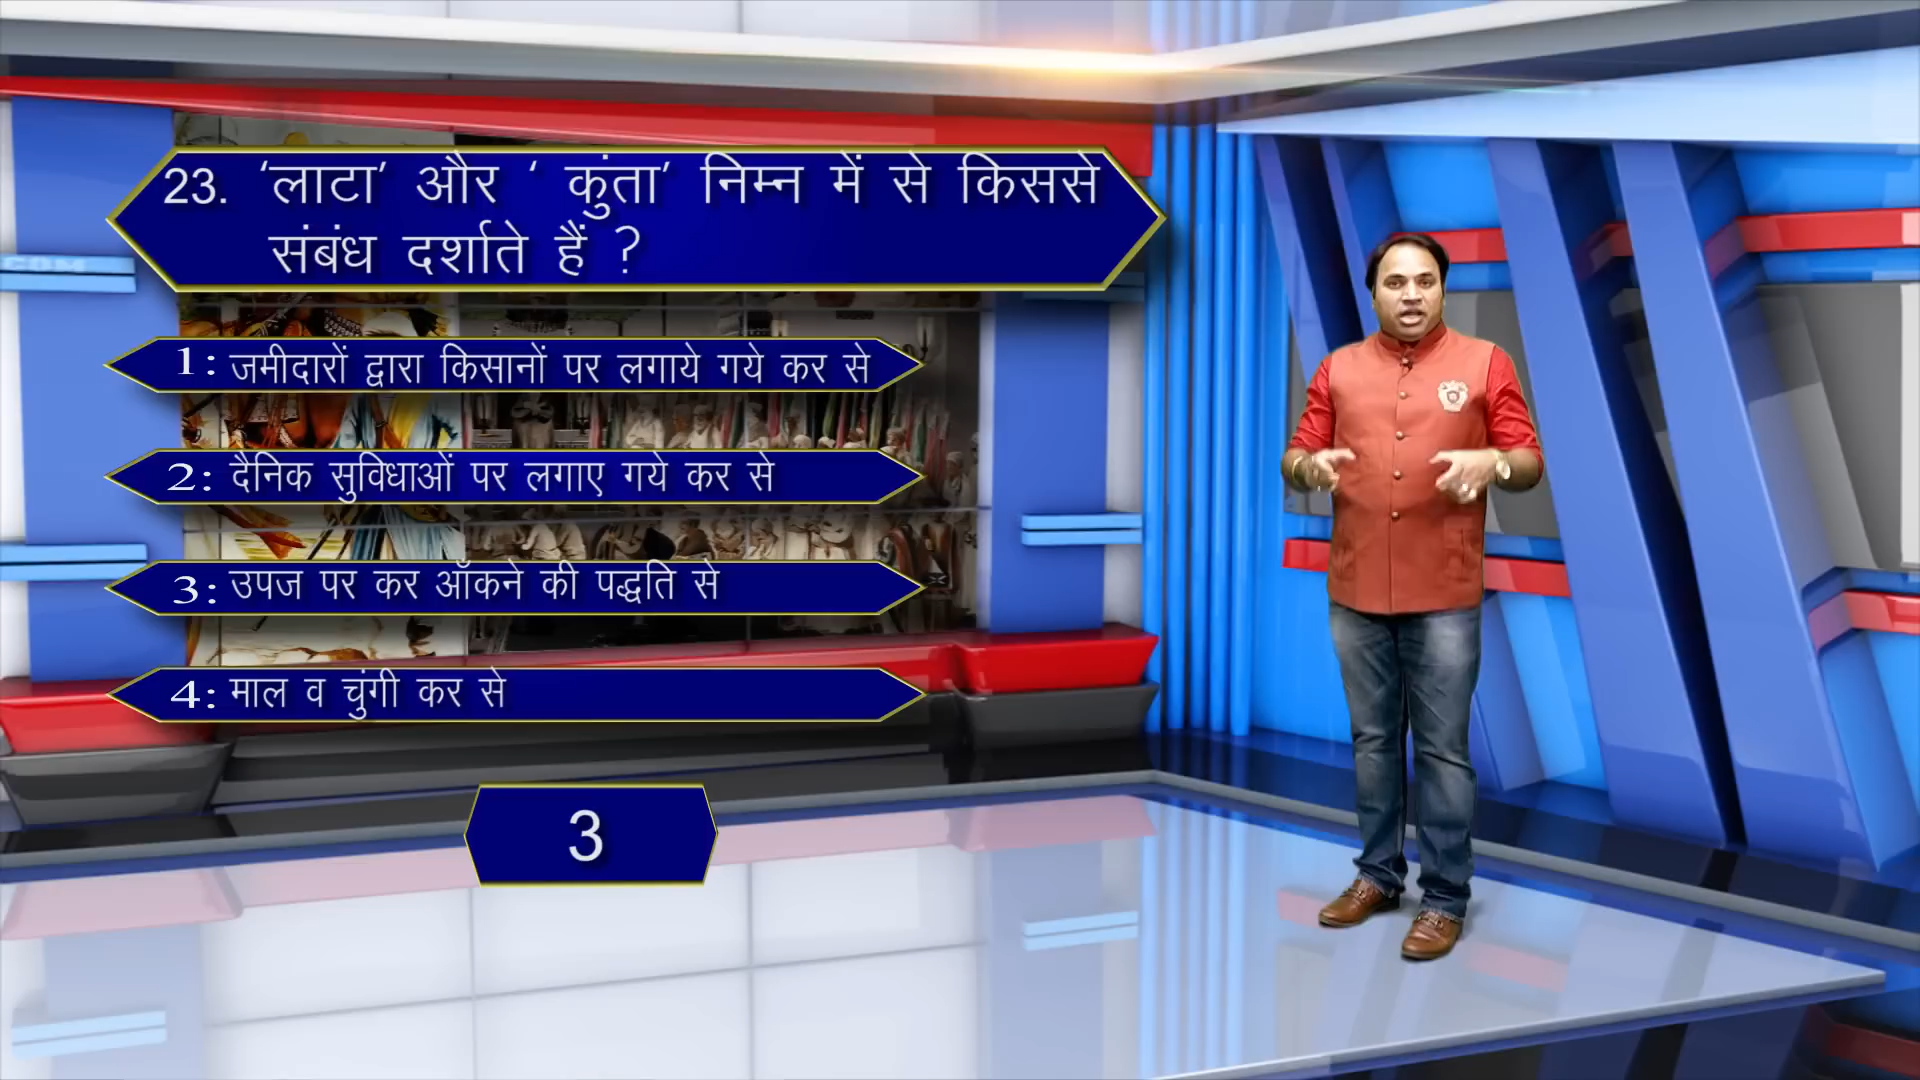 23. ‘लाटा’ और ‘ कुंता’ निम्न में से किससे
संबंध दर्शाते हैं ?
1: जमीदारों द्वारा किसानों पर लगाये गये कर से
2: दैनिक सुविधाओं पर लगाए गये कर से
3: उपज पर कर आँकने की पद्धति से
4: माल व चुंगी कर से
3